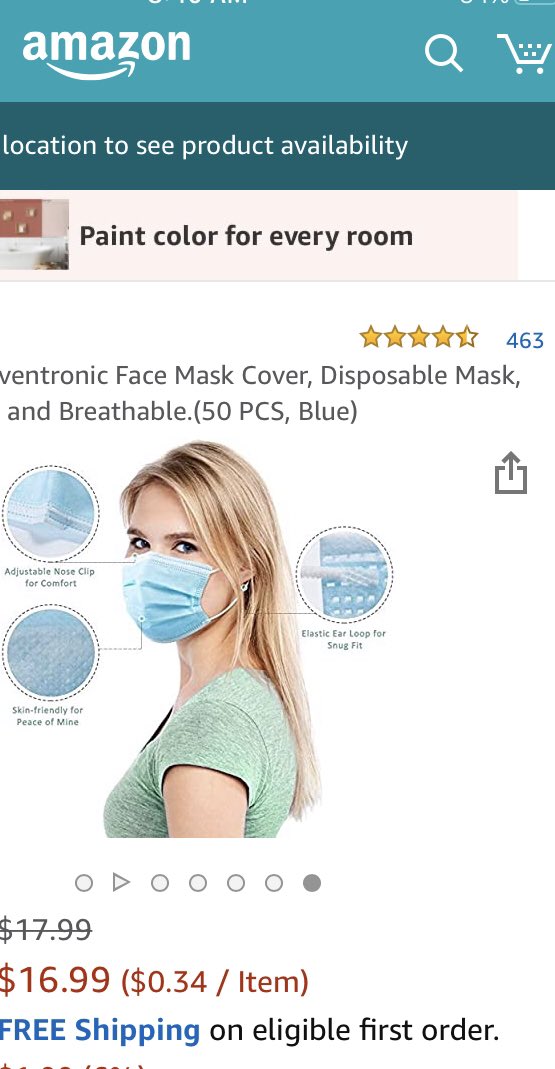 amazon
location to see product availability
Paint color for every room
463
ventronic Face Mask Cover, Disposable Mask,
and Breathable.(50 PCS, Blue)
Adjustable Nose Clip
for Comfort
Elastic Ear Loop for
Snug Fit
Skin-friendly for
Peace of Mine
$17.99
$16.99 ($0.34 / Item)
FREE Shipping on eligible first order.